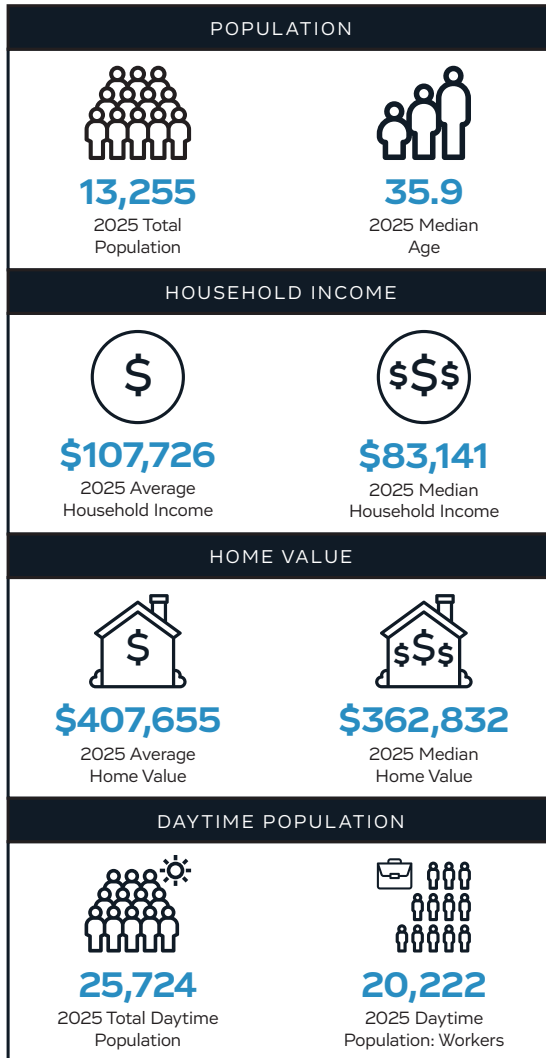 POPULATION
13,255
2025 Total
Population
35.9
2025 Median
Age
HOUSEHOLD INCOME
$
$107,726
2025 Average
Household Income
$$$
$83,141
2025 Median
Household Income
HOME VALUE
$
$407,655
2025 Average
Home Value
$$$
$362,832
2025 Median
Home Value
DAYTIME POPULATION
25,724
2025 Total Daytime
Population
20,222
2025 Daytime
Population: Workers